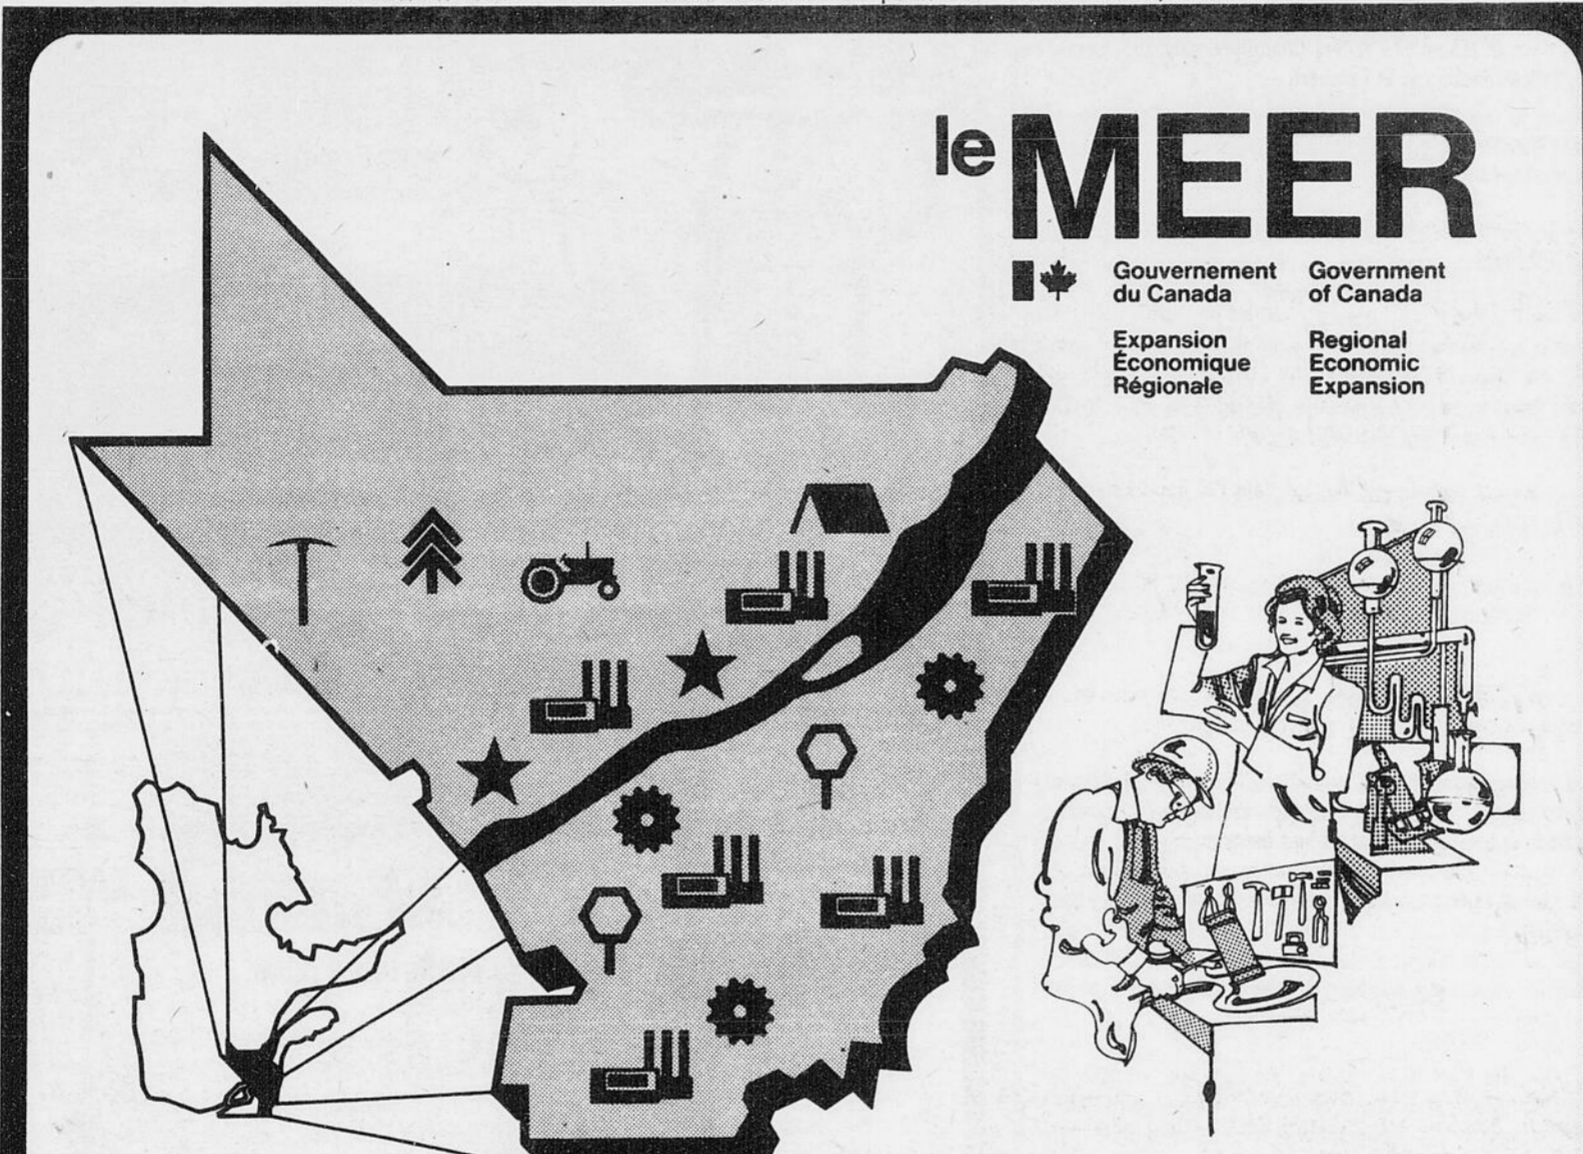 le MEER
Gouvernement du Canada
Government of Canada
Expansion Économique Régionale
Regional Economic Expansion